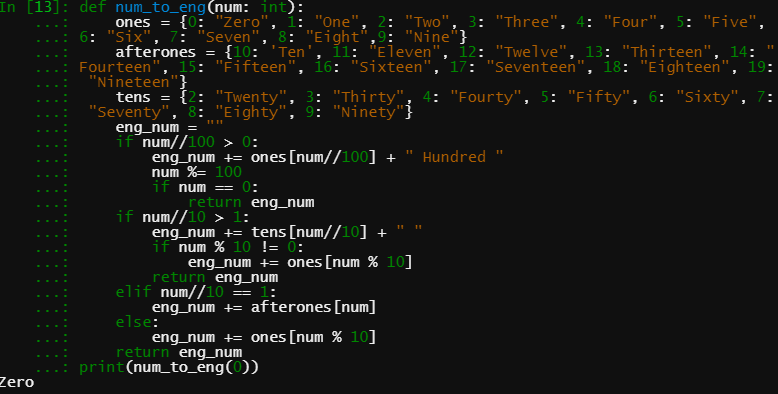 In [13]: def num_to_eng(num: int):
    ...:     ones = {0: "Zero", 1: "One", 2: "Two", 3: "Three", 4: "Four", 5: "Five",
    ...: 6: "Six", 7: "Seven", 8: "Eight",9: "Nine"}
    ...:     afterones = {10: 'Ten', 11: "Eleven", 12: "Twelve", 13: "Thirteen", 14: "
    ...: Fourteen", 15: "Fifteen", 16: "Sixteen", 17: "Seventeen", 18: "Eighteen", 19:
    ...:  "Nineteen"}
    ...:     tens = {2: "Twenty", 3: "Thirty", 4: "Fourty", 5: "Fifty", 6: "Sixty", 7:
    ...:  "Seventy", 8: "Eighty", 9: "Ninety"}
    ...:     eng_num = ""
    ...:     if num//100 > 0:
    ...:         eng_num += ones[num//100] + " Hundred "
    ...:         num %= 100
    ...:         if num == 0:
    ...:             return eng_num
    ...:     if num//10 > 1:
    ...:         eng_num += tens[num//10] + " "
    ...:         if num % 10 != 0:
    ...:             eng_num += ones[num % 10]
    ...:         return eng_num
    ...:     elif num//10 == 1:
    ...:         eng_num += afterones[num]
    ...:     else:
    ...:         eng_num += ones[num % 10]
    ...:     return eng_num
    ...: print(num_to_eng(0))
Zero